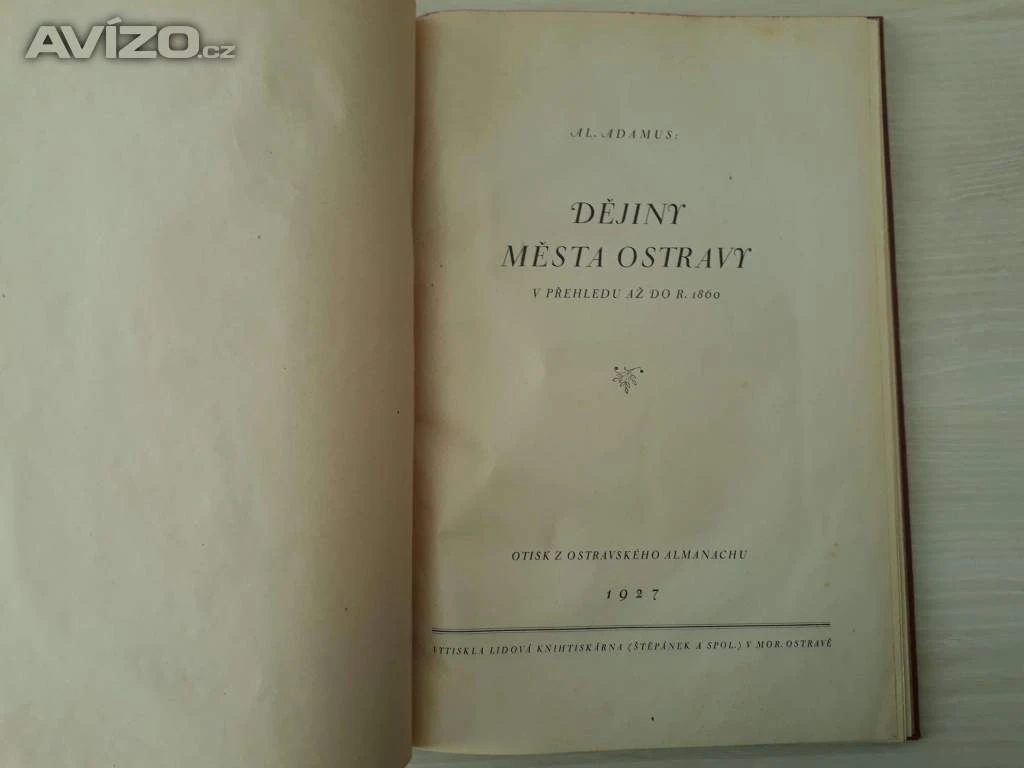 AVÍZO.cz
AL. ADAMUS:
DĚJINY
MĚSTA OSTRAVY
V PŘEHLEDU AŽ DO R. 1860
OTISK Z OSTRAVSKÉHO ALMANACHU
1927
VYTISKLA LIDOVÁ KNIHTISKÁRNA (ŠTĚPÁNEK A SPOL.) V MOR. OSTRAVĚ